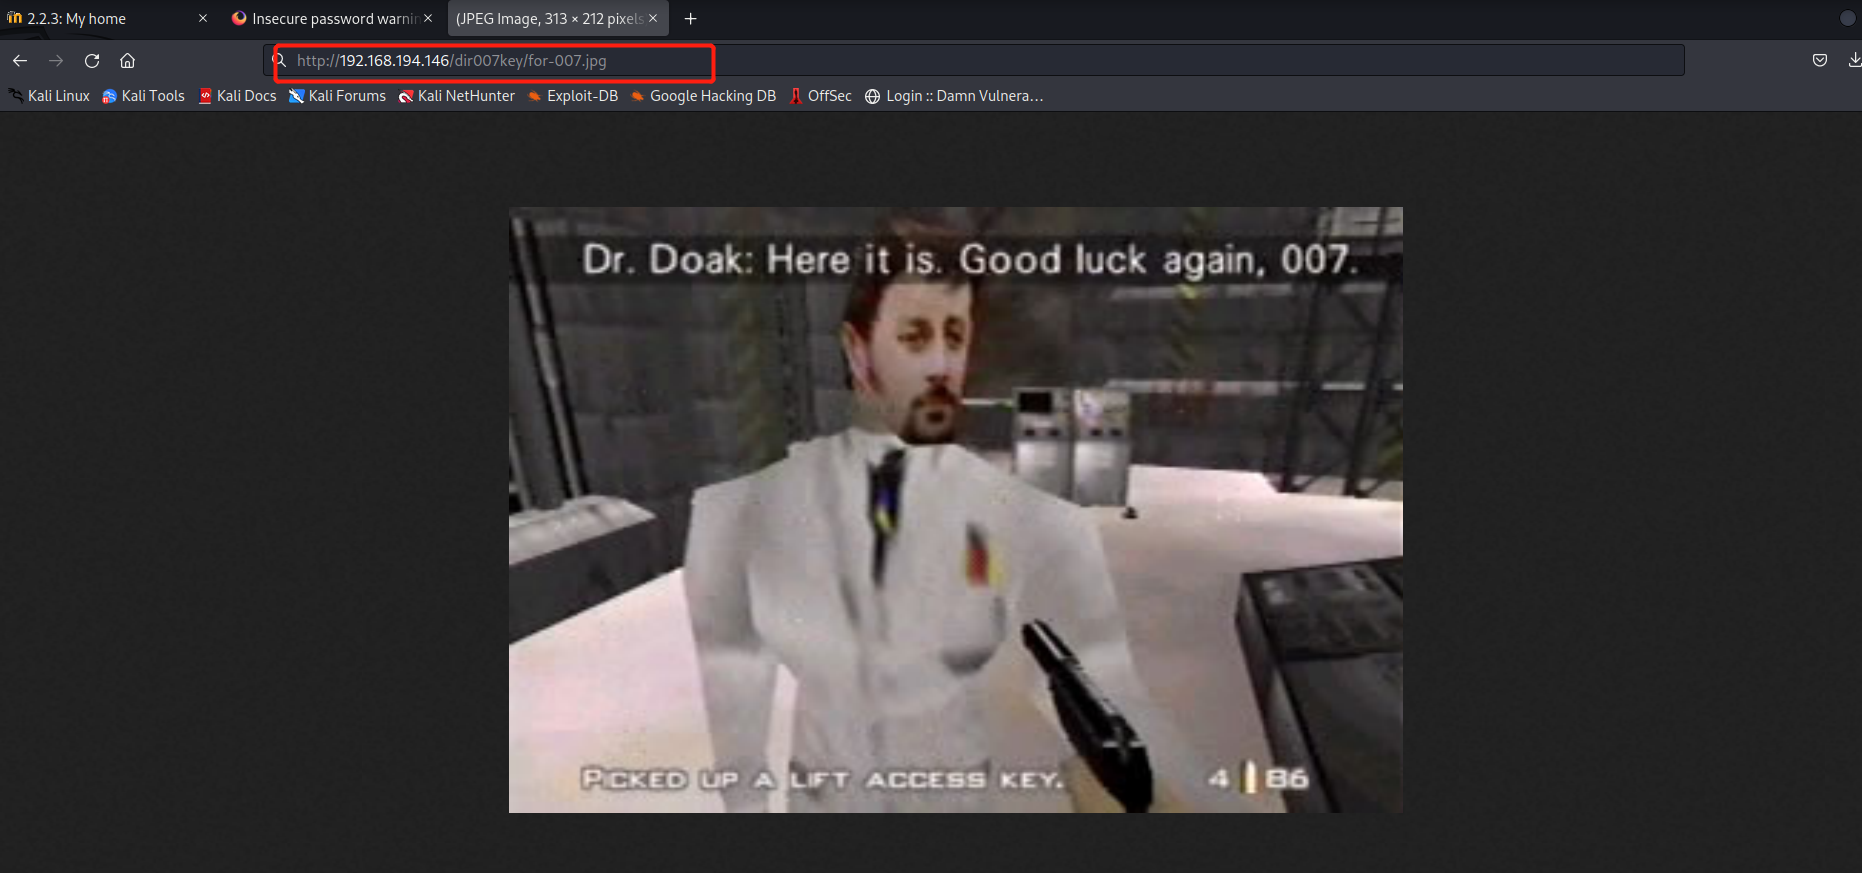 2.2.3: My home
Insecure password warnin
(JPEG Image, 313 × 212 pixels
http://192.168.194.146/dir007key/for-007.jpg
Kali Linux Kali Tools Kali Docs Kali Forums Kali NetHunter Exploit-DB Google Hacking DB OffSec Login :: Damn Vulnera…
Dr. Doak: Here it is. Good luck again, 007.
PICKED UP A LIFT ACCESS KEY.
4 86